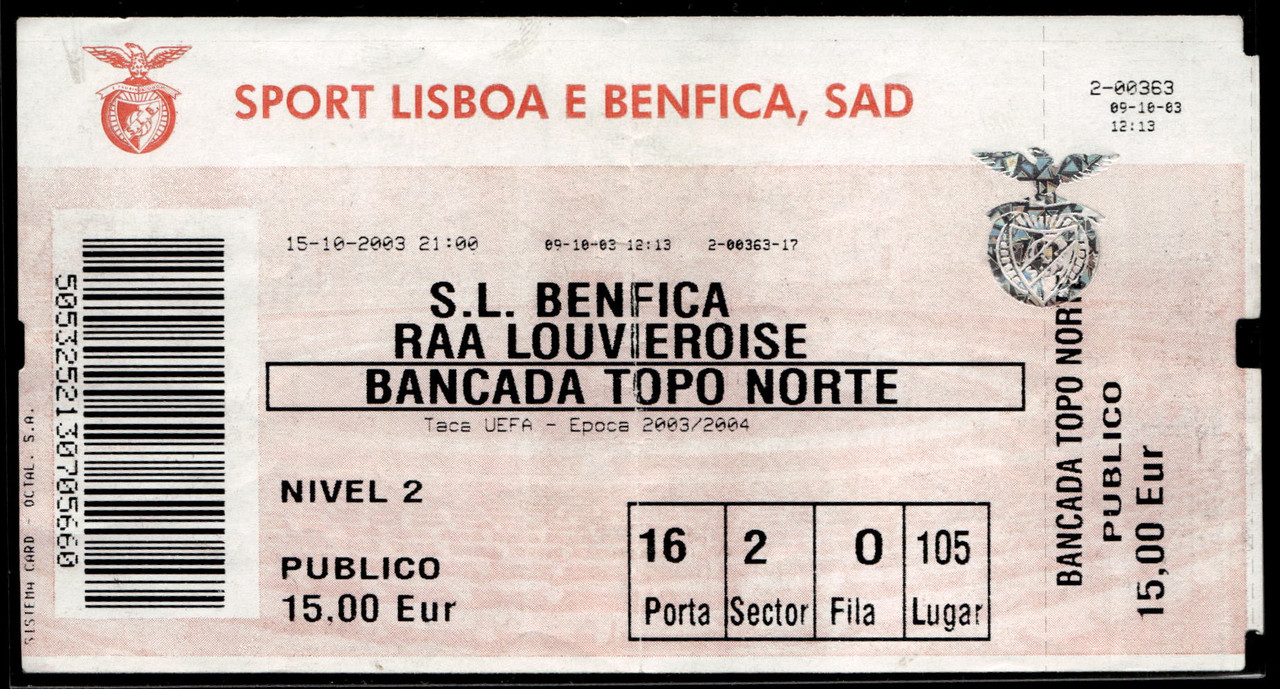 SPORT LISBOA E BENFICA, SAD
2-00363
09-10-03
12:13
15-10-2003 21:00 09-10-03 12:13 2-00363-17
S.L. BENFICA
RAA LOUVIEROISE
BANCADA TOPO NORTE
Taca UEFA - Epoca 2003/2004
NIVEL 2
PUBLICO
15,00 Eur
16 2 0 105
Porta Sector Fila Lugar
5053252130705660
SISTEMA CARD - OCTAL, S.A.
BANCADA TOPO NORT
PUBLICO
15,00 Eur